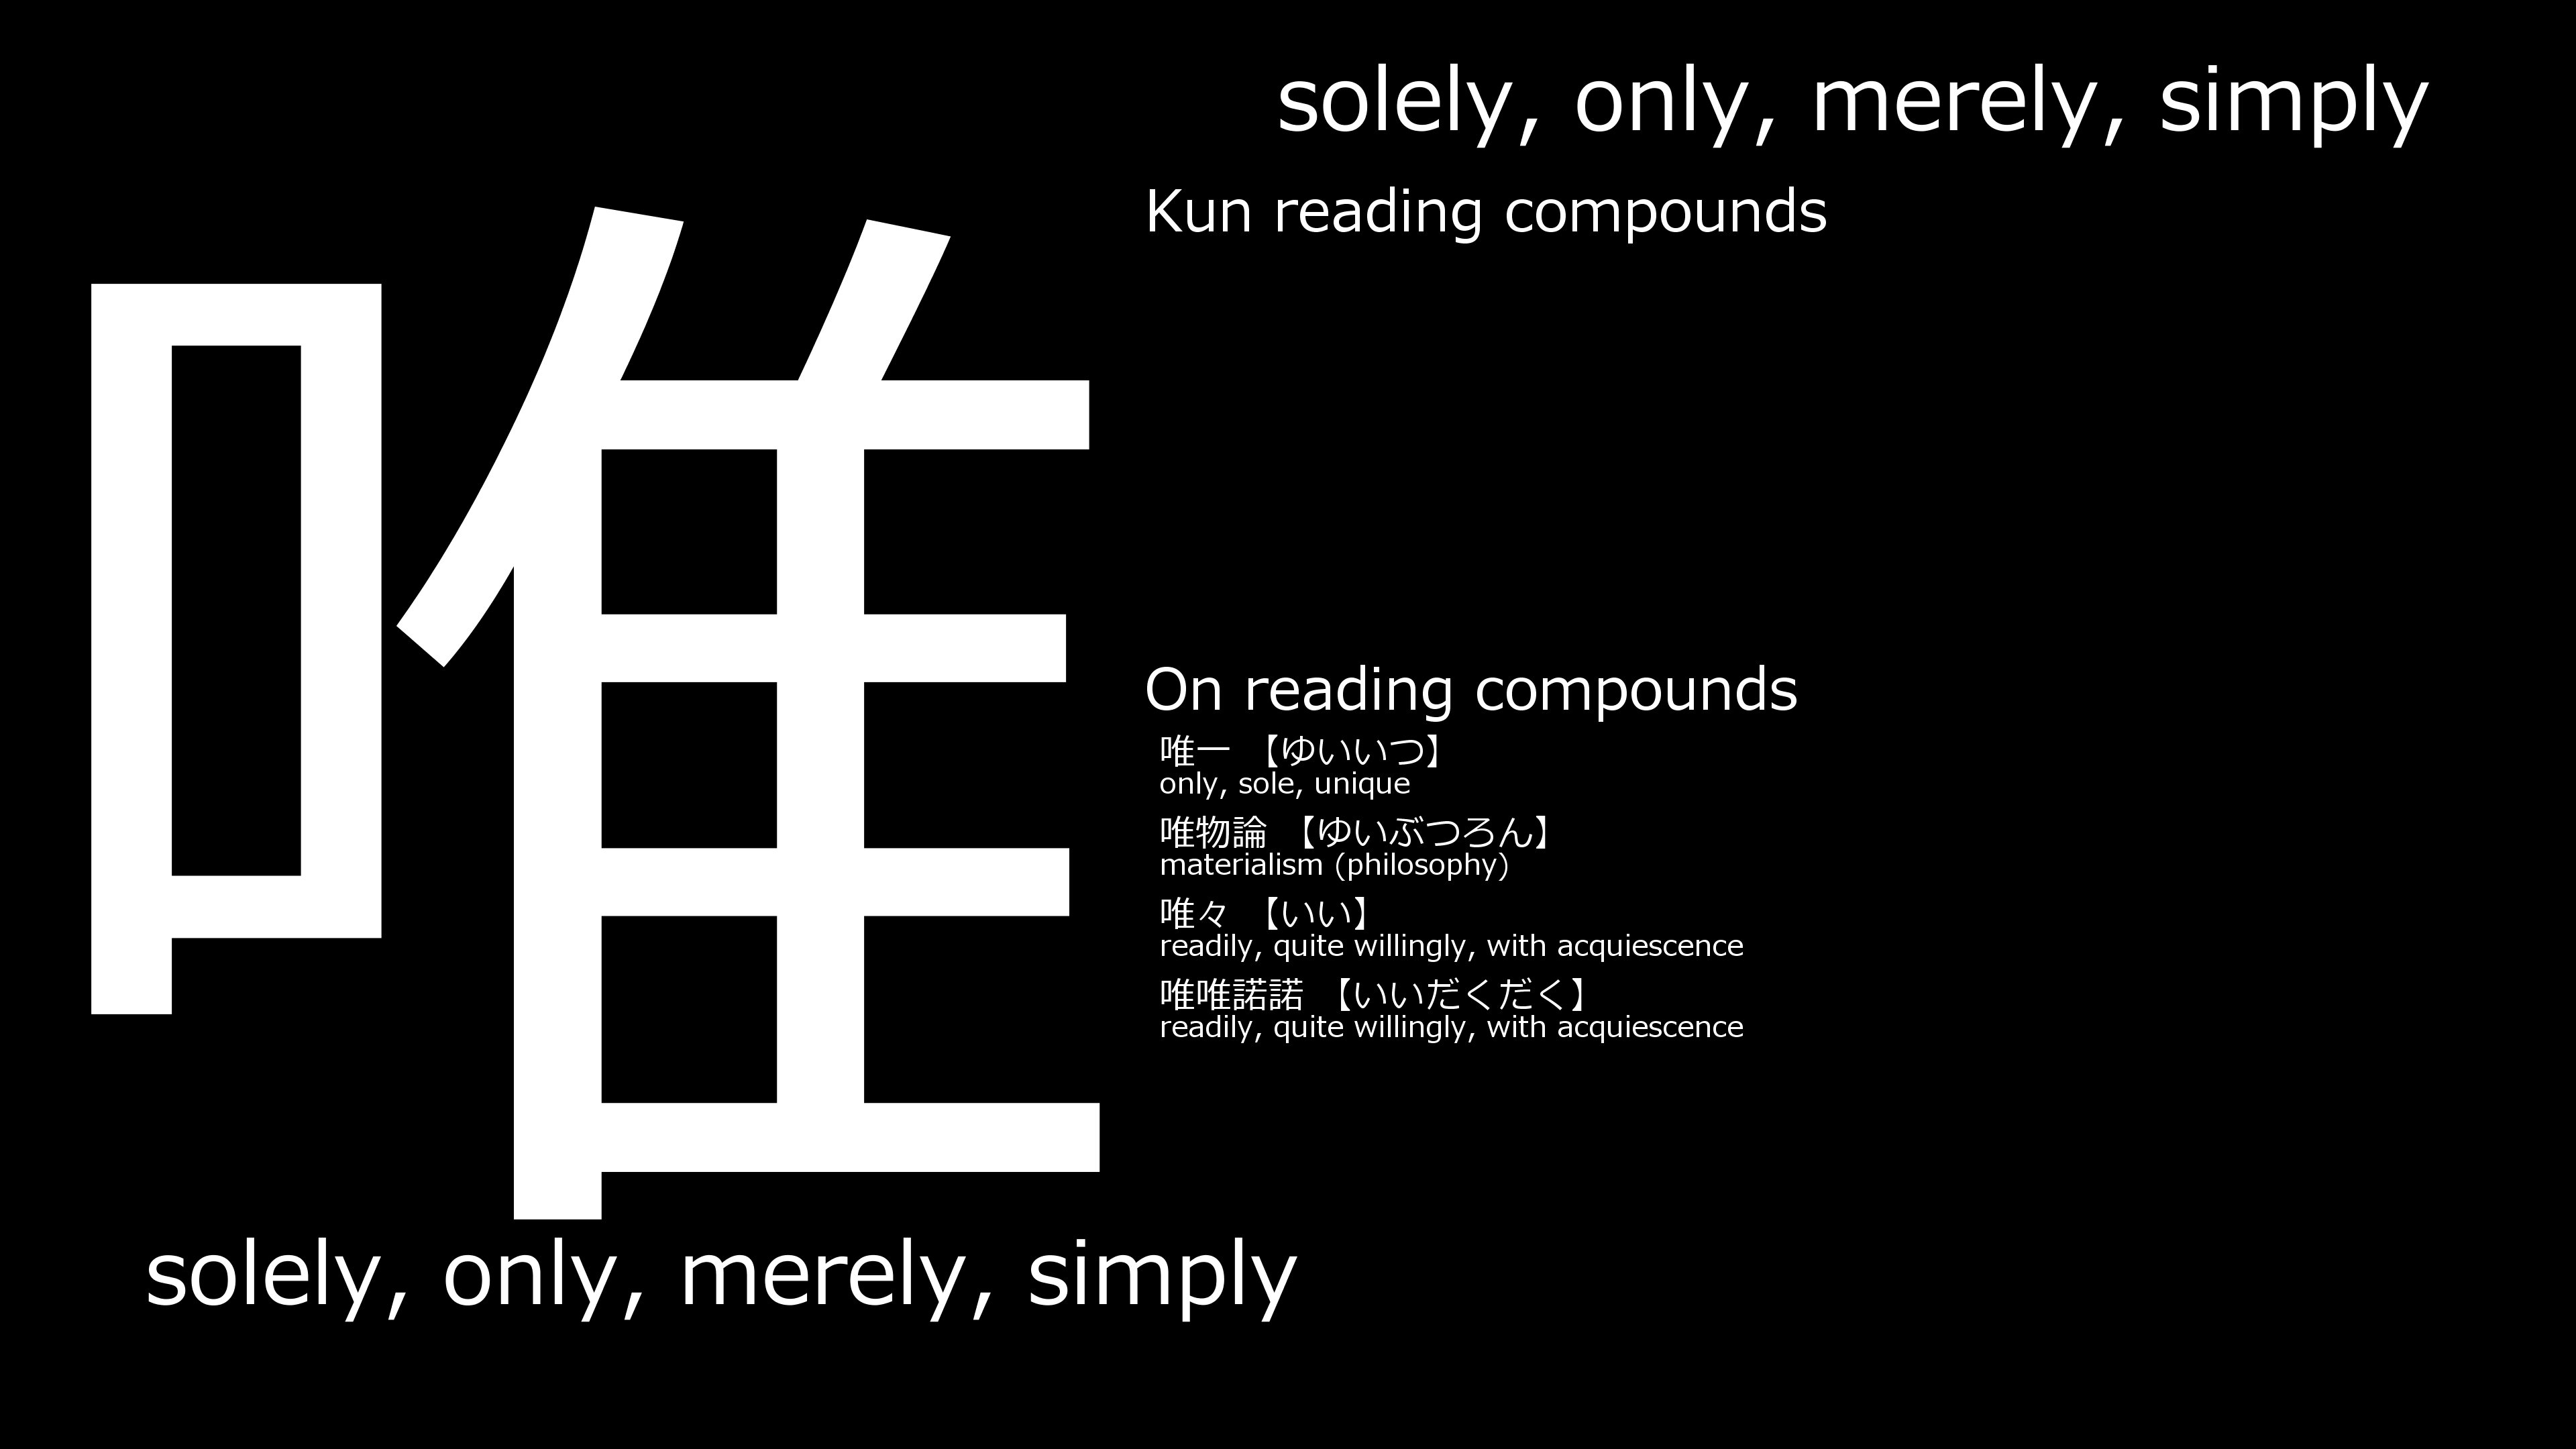 唯
solely, only, merely, simply
solely, only, merely, simply
Kun reading compounds
On reading compounds
唯一 【ゆいいつ】
only, sole, unique
唯物論 【ゆいぶつろん】
materialism (philosophy)
唯々 【いい】
readily, quite willingly, with acquiescence
唯唯諾諾 【いいだくだく】
readily, quite willingly, with acquiescence